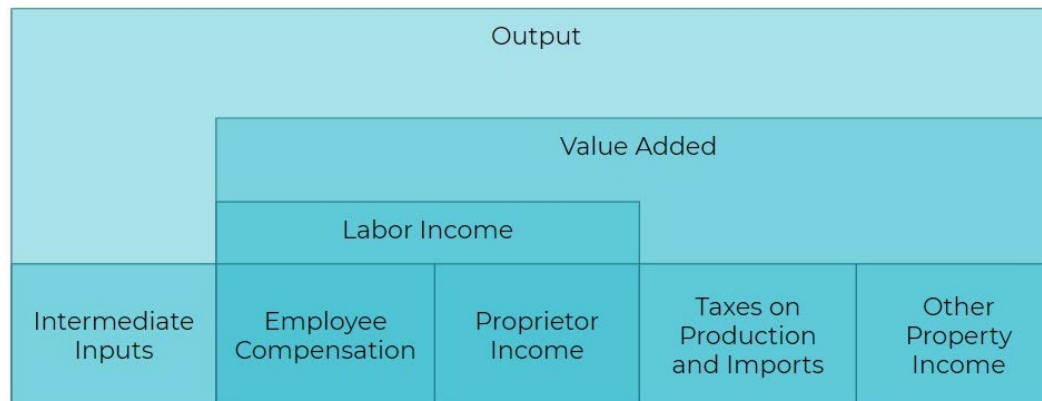 Output
Value Added
Labor Income
Intermediate
Inputs
Employee
Compensation
Proprietor
Income
Taxes on
Production
and Imports
Other
Property
Income